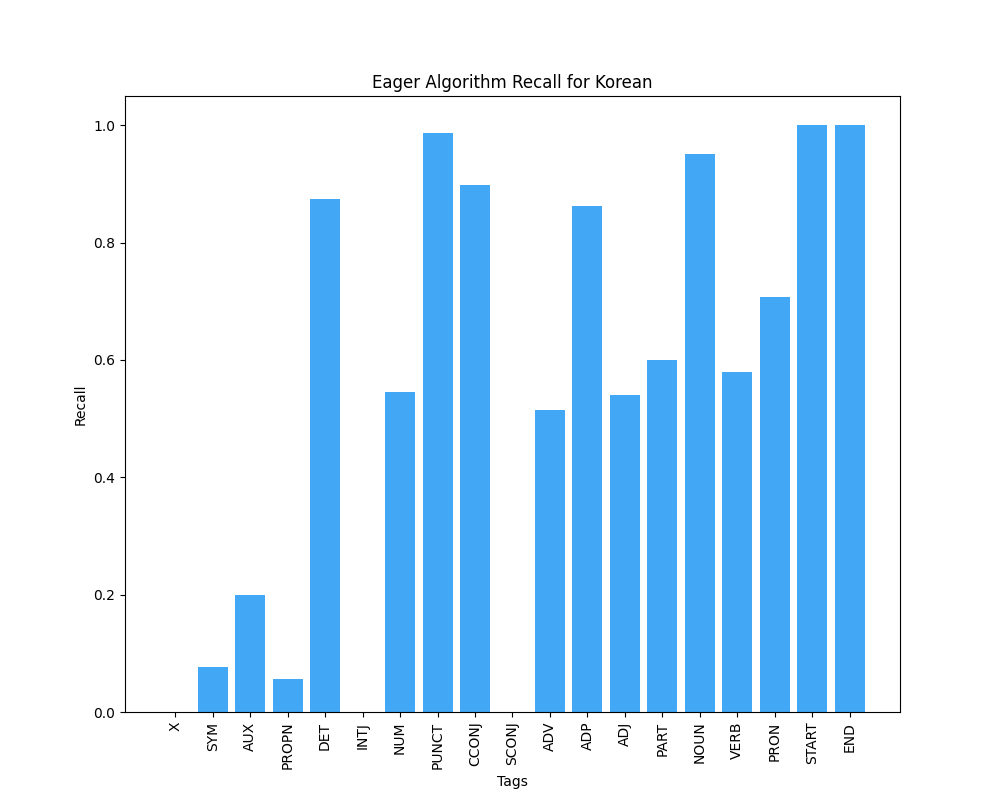 Eager Algorithm Recall for Korean
1.0
0.8
0.6
0.4
0.2
0.0
Recall
X
SYM
AUX
PROPN
DET
INTJ
NUM
PUNCT
CCONJ
SCONJ
ADV
ADP
ADJ
PART
NOUN
VERB
PRON
START
END
Tags